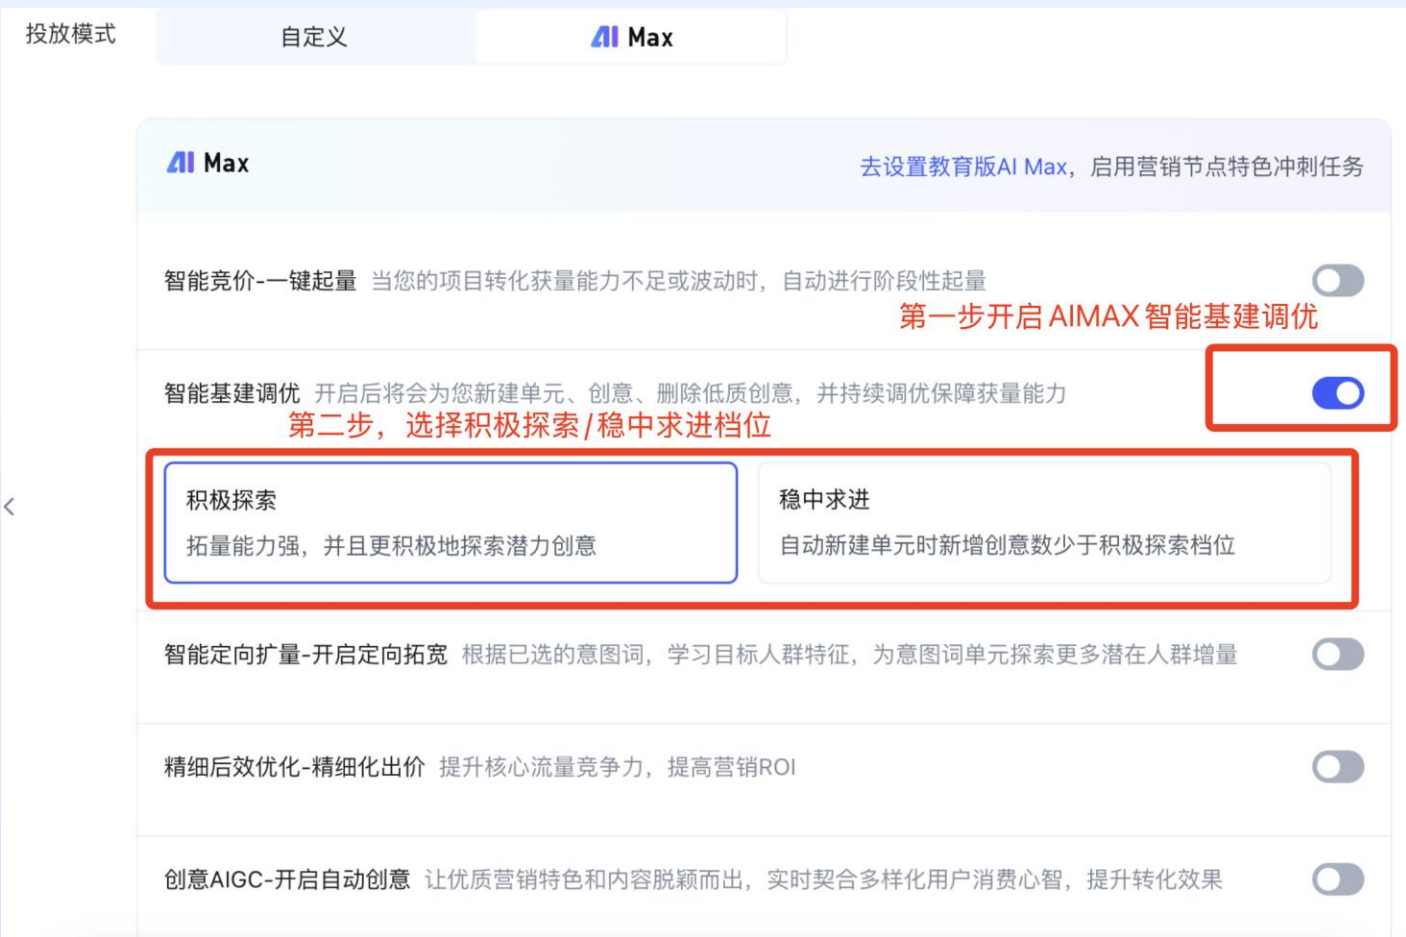 投放模式
自定义
AI Max
AI Max
去设置教育版AI Max，启用营销节点特色冲刺任务
智能竞价-一键起量 当您的项目转化获量能力不足或波动时，自动进行阶段性起量
第一步开启AIMAX智能基建调优
智能基建调优 开启后将会为您新建单元、创意、删除低质创意，并持续调优保障获量能力
第二步，选择积极探索/稳中求进档位
积极探索
拓量能力强，并且更积极地探索潜力创意
稳中求进
自动新建单元时新增创意数少于积极探索档位
智能定向扩量-开启定向拓宽 根据已选的意图词，学习目标人群特征，为意图词单元探索更多潜在人群增量
精细后效优化-精细化出价 提升核心流量竞争力，提高营销ROI
创意AIGC-开启自动创意 让优质营销特色和内容脱颖而出，实时契合多样化用户消费心智，提升转化效果